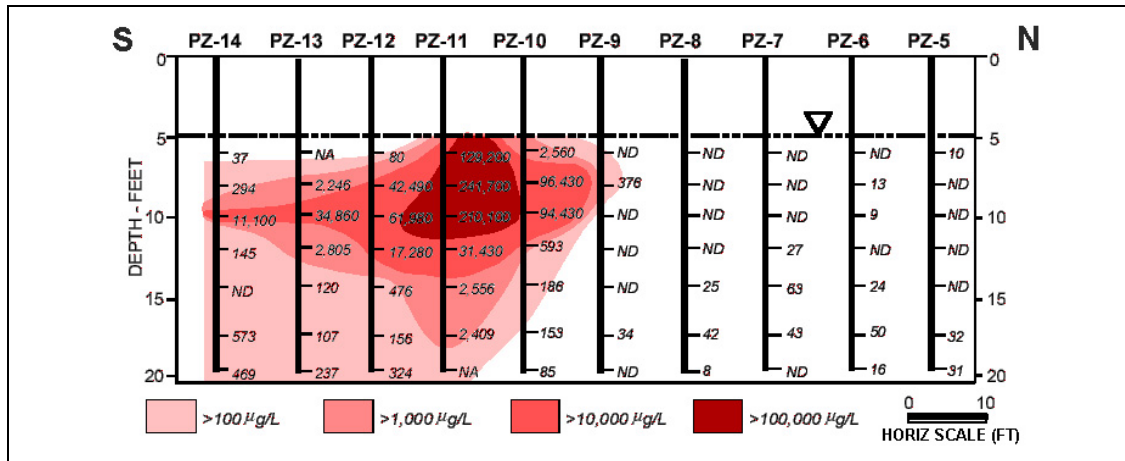 S PZ-14 PZ-13 PZ-12 PZ-11 PZ-10 PZ-9 PZ-8 PZ-7 PZ-6 PZ-5 N
0 0
5 5
37 NA 80 129,200 2,560 ND ND ND ND 10
294 2,246 42,490 241,700 96,430 376 ND ND 13 ND
10 11,100 34,860 61,980 210,100 94,430 ND ND ND 9 ND 10
145 2,805 17,280 31,430 593 ND ND 27 ND ND
ND 120 476 2,556 186 ND 25 63 24 ND
15 15
573 107 156 2,409 153 34 42 43 50 32
20 469 237 324 NA 85 ND 8 ND 16 31 20
DEPTH - FEET
>100 µg/L >1,000 µg/L >10,000 µg/L >100,000 µg/L
0 10
HORIZ SCALE (FT)